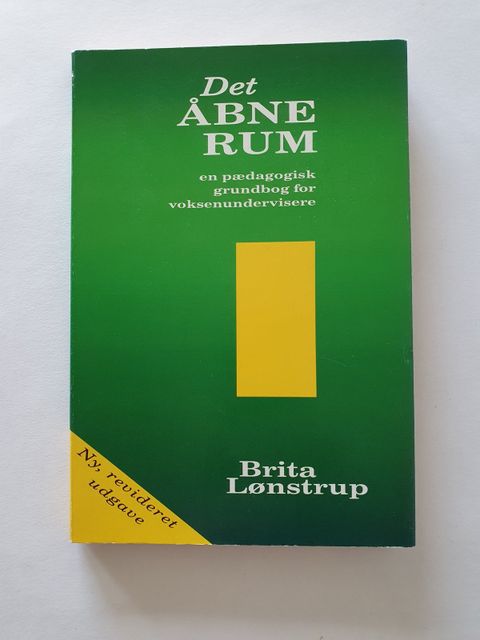 Det
ÅBNE
RUM
en pædagogisk
grundbog for
voksenundervisere
Brita
Lønstrup
Ny, revideret
udgave